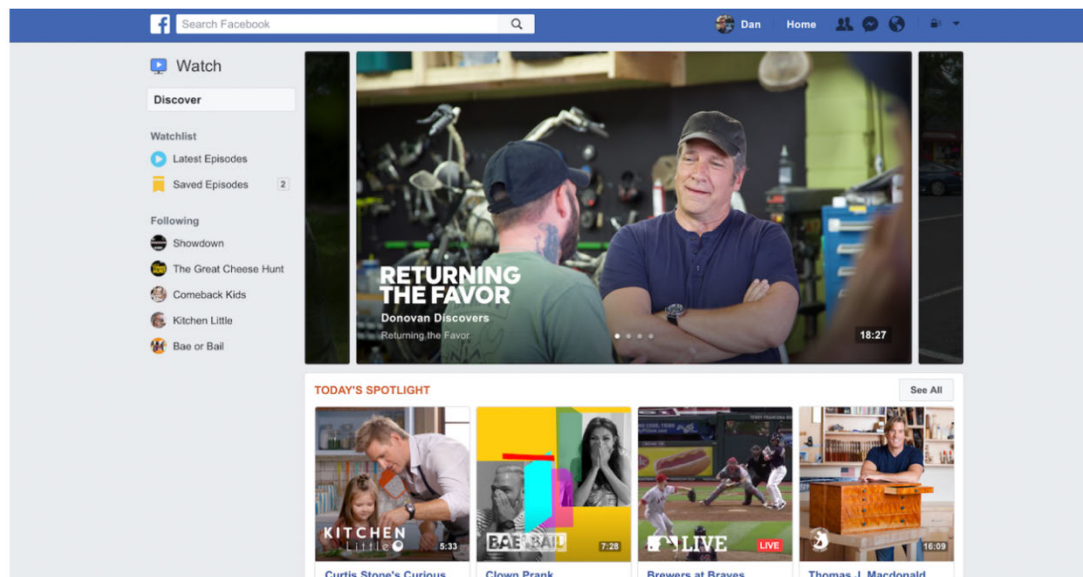 Search Facebook
Dan
Home
Watch
Discover
Watchlist
Latest Episodes
Saved Episodes 2
Following
Showdown
The Great Cheese Hunt
Comeback Kids
Kitchen Little
Bae or Bail
RETURNING
THE FAVOR
Donovan Discovers
Returning the Favor
18:27
TODAY'S SPOTLIGHT
See All
KITCHEN
Little
5:33
BAE OR BAIL
7:28
LIVE
LIVE
16:09
Curtis Stone's Curious
Clown Prank
Brewers at Braves
Thomas J. Macdonald